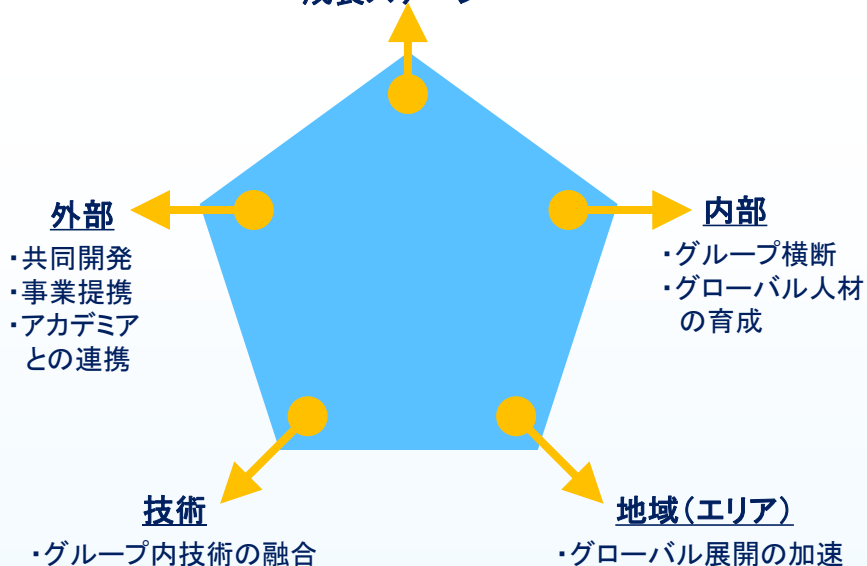 外部
・共同開発
・事業提携
・アカデミア
との連携
内部
・グループ横断
・グローバル人材
の育成
技術
・グループ内技術の融合
地域（エリア）
・グローバル展開の加速